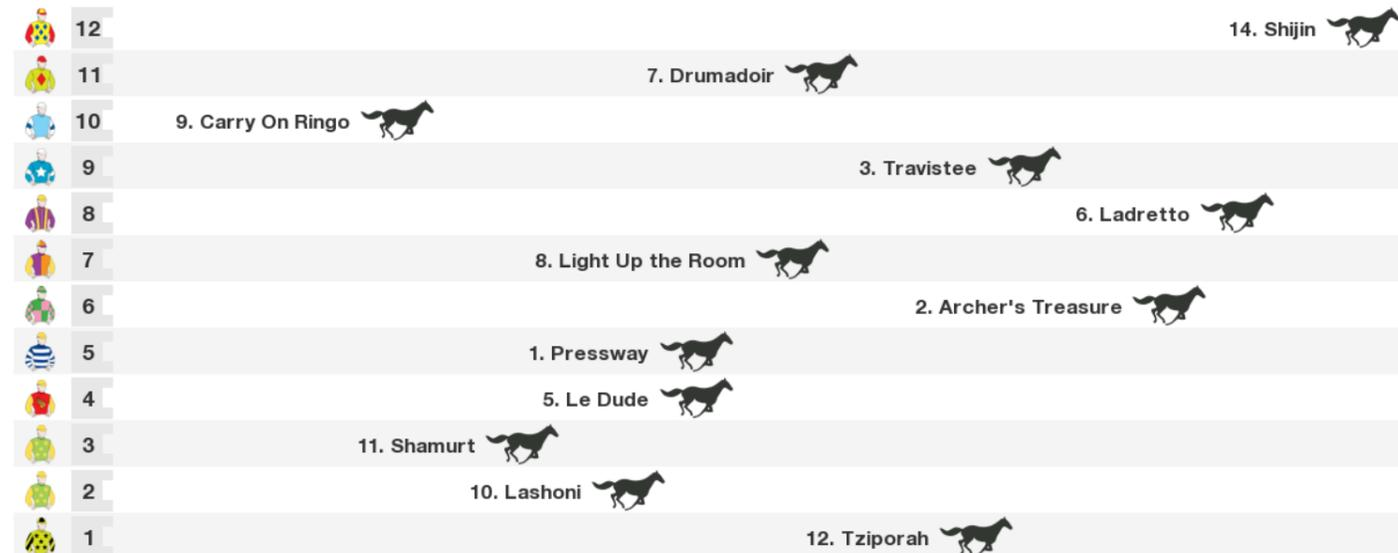 12 14. Shijin
11 7. Drumadoir
10 9. Carry On Ringo
9 3. Travistee
8 6. Ladretto
7 8. Light Up the Room
6 2. Archer's Treasure
5 1. Pressway
4 5. Le Dude
3 11. Shamurt
2 10. Lashoni
1 12. Tziporah